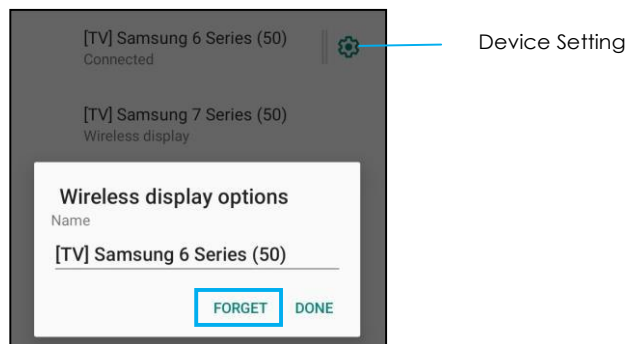 [TV] Samsung 6 Series (50)
Connected
Device Setting
[TV] Samsung 7 Series (50)
Wireless display
Wireless display options
Name
[TV] Samsung 6 Series (50)
FORGET DONE